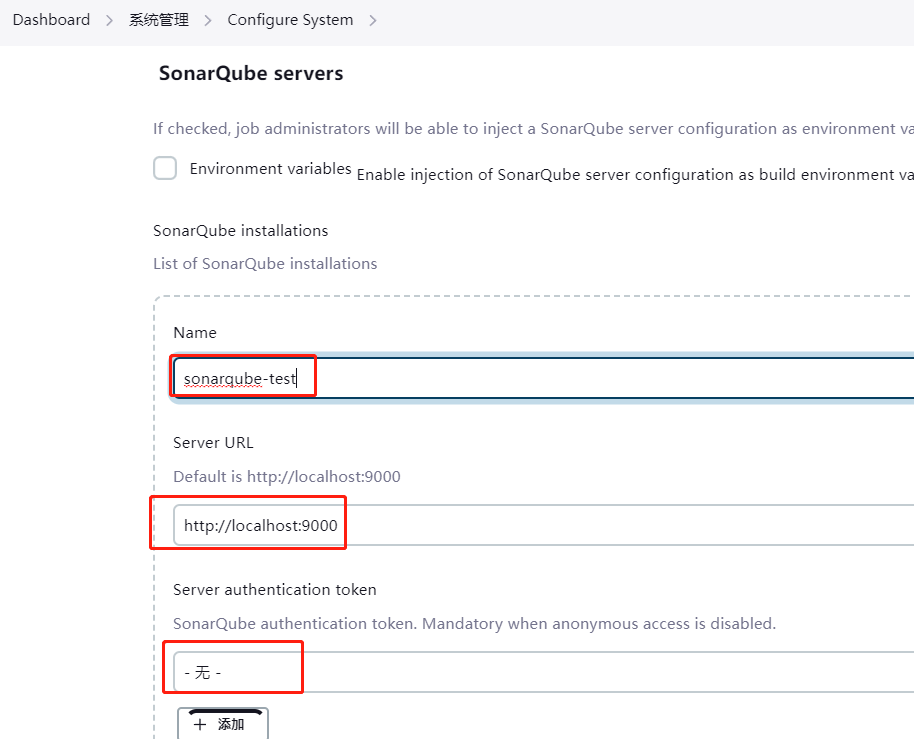 Dashboard > 系统管理 > Configure System >
SonarQube servers
If checked, job administrators will be able to inject a SonarQube server configuration as environment va
Environment variables Enable injection of SonarQube server configuration as build environment va
SonarQube installations
List of SonarQube installations
Name
sonarqube-test
Server URL
Default is http://localhost:9000
http://localhost:9000
Server authentication token
SonarQube authentication token. Mandatory when anonymous access is disabled.
- 无 -
+ 添加